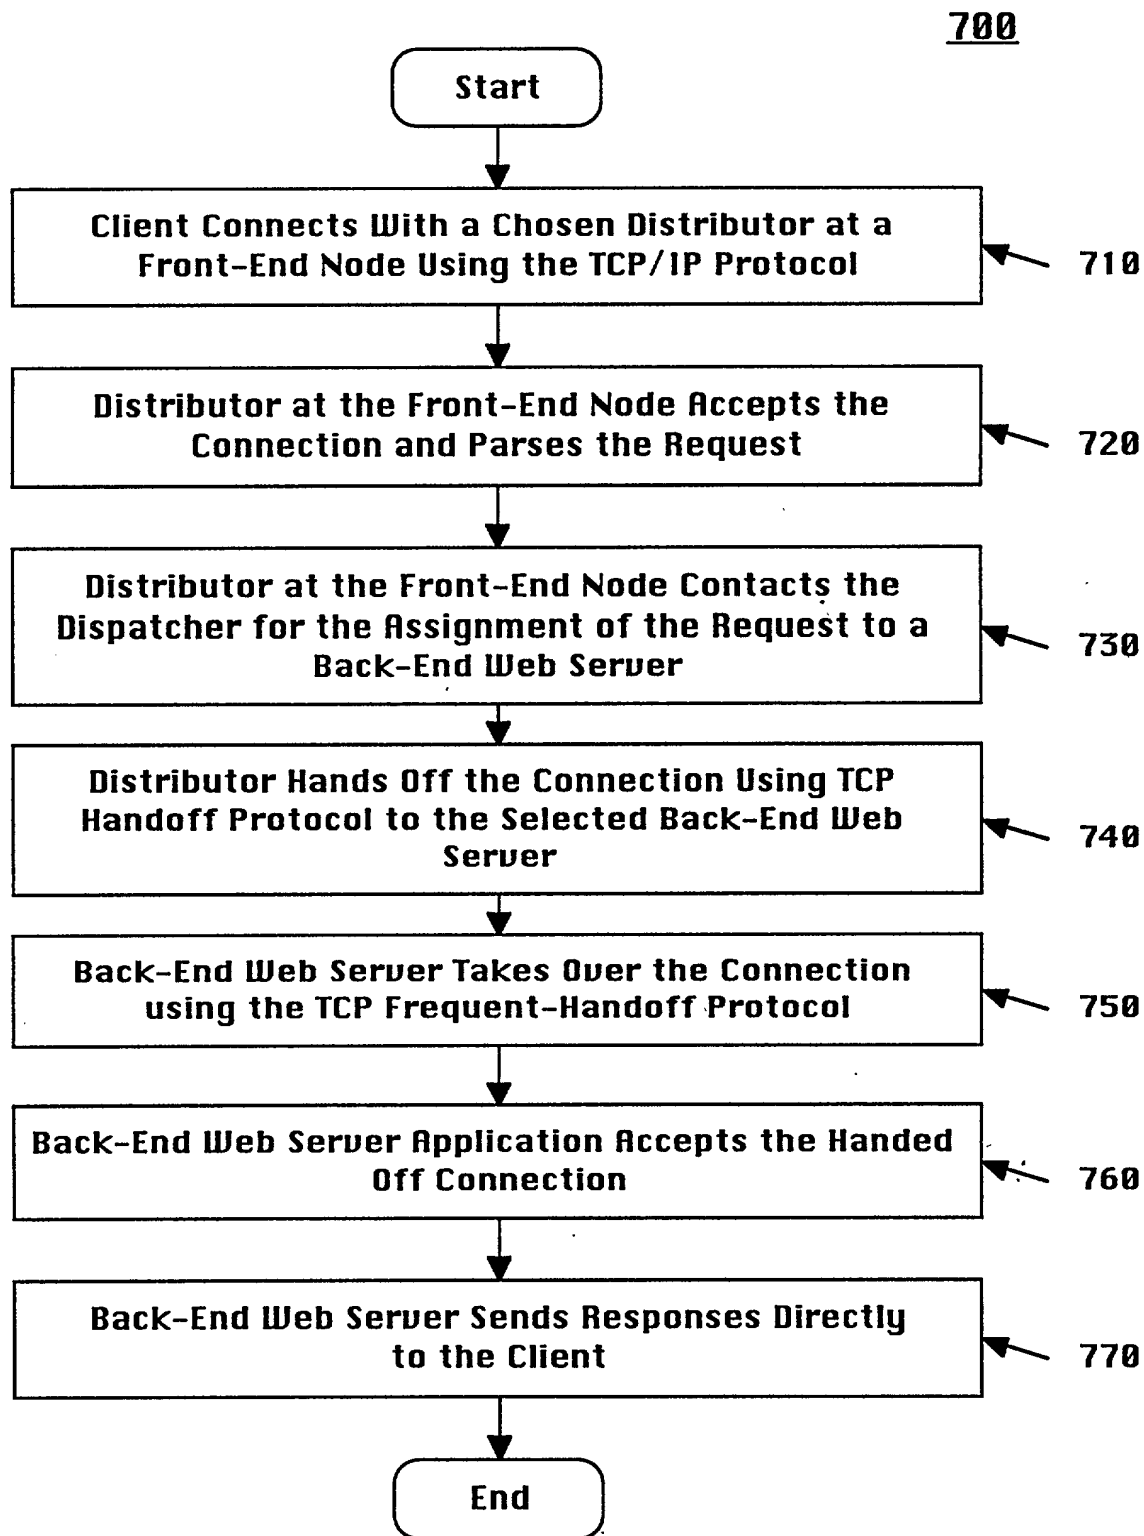 700
Start
Client Connects With a Chosen Distributor at a
Front-End Node Using the TCP/IP Protocol
710
Distributor at the Front-End Node Accepts the
Connection and Parses the Request
720
Distributor at the Front-End Node Contacts the
Dispatcher for the Assignment of the Request to a
Back-End Web Server
730
Distributor Hands Off the Connection Using TCP
Handoff Protocol to the Selected Back-End Web
Server
740
Back-End Web Server Takes Over the Connection
using the TCP Frequent-Handoff Protocol
750
Back-End Web Server Application Accepts the Handed
Off Connection
760
Back-End Web Server Sends Responses Directly
to the Client
770
End